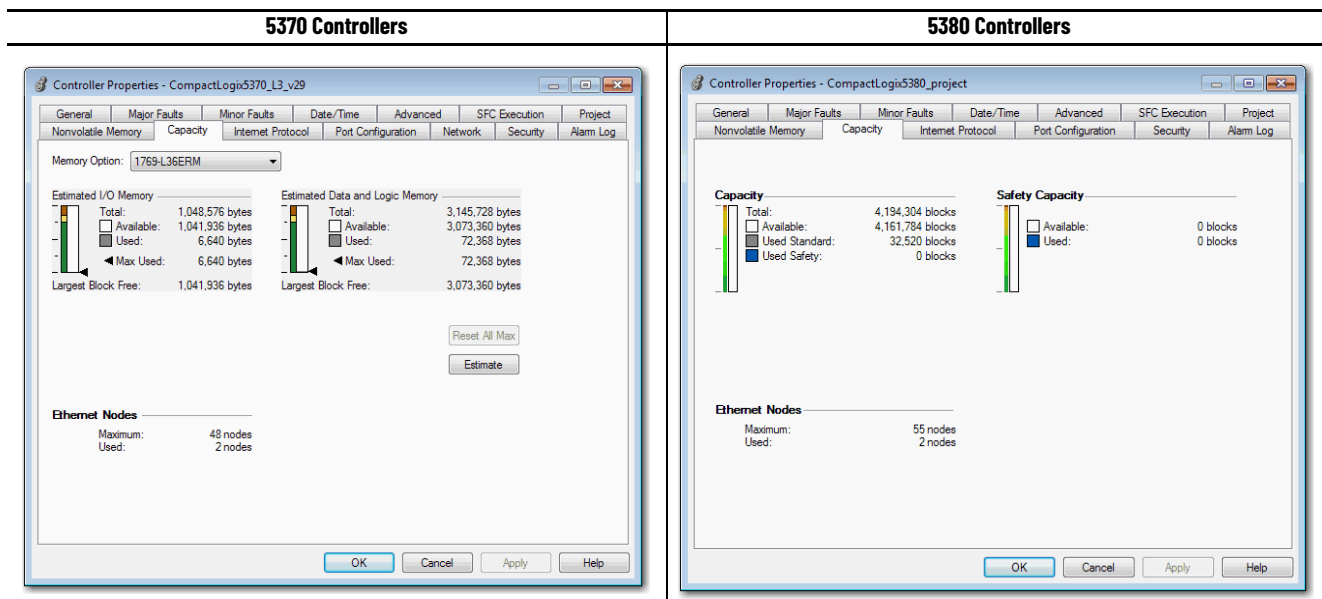 5370 Controllers
5380 Controllers
Controller Properties - CompactLogix5370_L3_v29
General Major Faults Minor Faults Date/Time Advanced SFC Execution Project
Nonvolatile Memory Capacity Internet Protocol Port Configuration Network Security Alarm Log
Memory Option: 1769-L36ERM
Estimated I/O Memory
Total: 1,048,576 bytes
Available: 1,041,936 bytes
Used: 6,640 bytes
Max Used: 6,640 bytes
Largest Block Free: 1,041,936 bytes
Estimated Data and Logic Memory
Total: 3,145,728 bytes
Available: 3,073,360 bytes
Used: 72,368 bytes
Max Used: 72,368 bytes
Largest Block Free: 3,073,360 bytes
Reset All Max
Estimate
Ethernet Nodes
Maximum: 48 nodes
Used: 2 nodes
OK Cancel Apply Help
Controller Properties - CompactLogix5380_project
General Major Faults Minor Faults Date/Time Advanced SFC Execution Project
Nonvolatile Memory Capacity Internet Protocol Port Configuration Security Alarm Log
Capacity
Total: 4,194,304 blocks
Available: 4,161,784 blocks
Used Standard: 32,520 blocks
Used Safety: 0 blocks
Safety Capacity
Available: 0 blocks
Used: 0 blocks
Ethernet Nodes
Maximum: 55 nodes
Used: 2 nodes
OK Cancel Apply Help